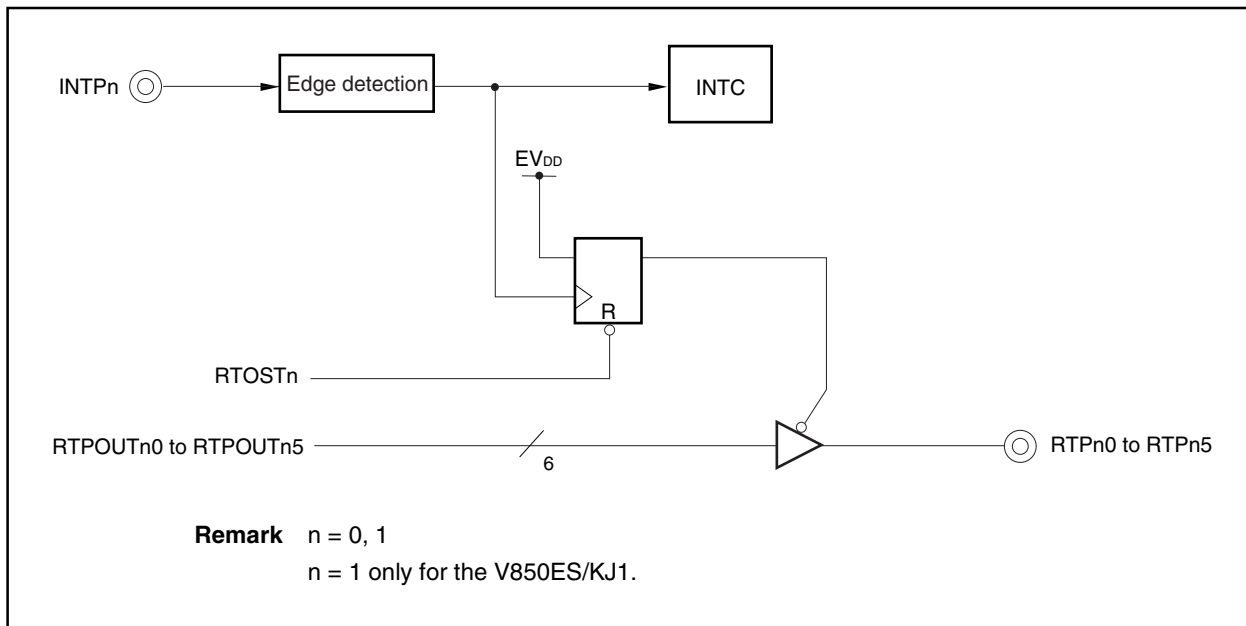 INTPn
Edge detection
INTC
EVDD
R
RTOSTn
RTPOUTn0 to RTPOUTn5
6
RTPn0 to RTPn5
Remark n = 0, 1
n = 1 only for the V850ES/KJ1.